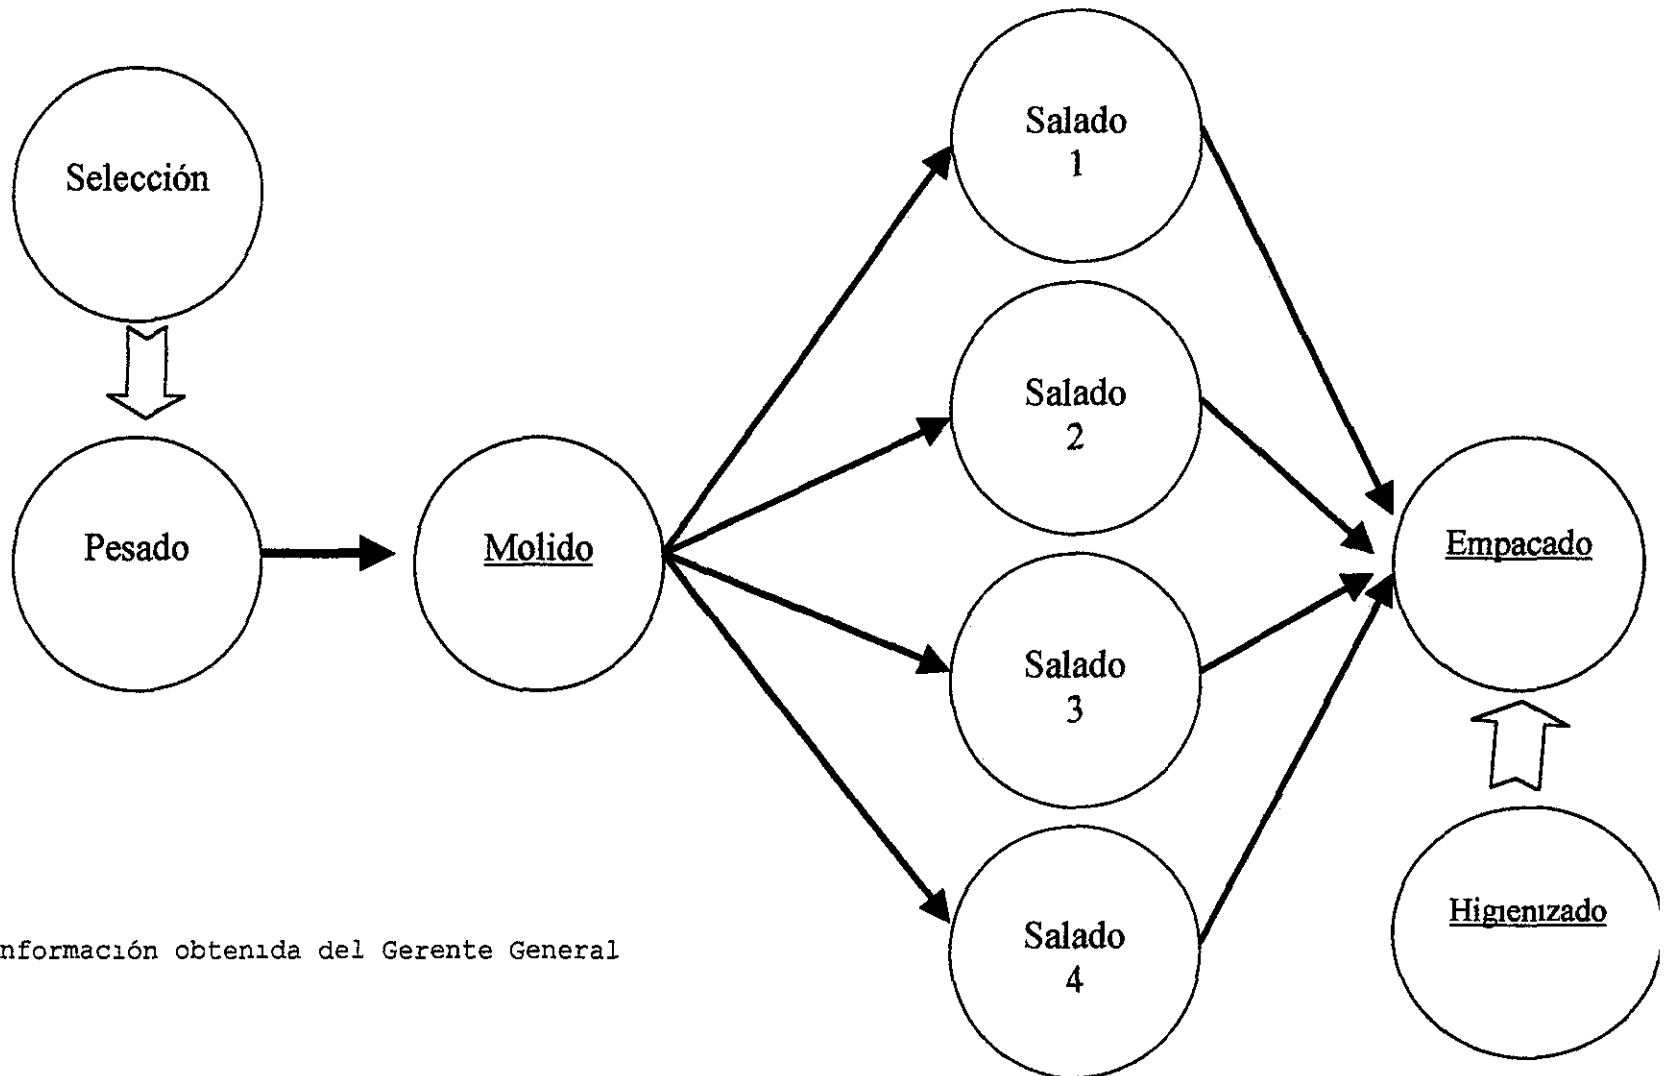 Selección
Pesado
Molido
Salado
1
Salado
2
Salado
3
Salado
4
Empacado
Higienizado
nformación obtenida del Gerente General